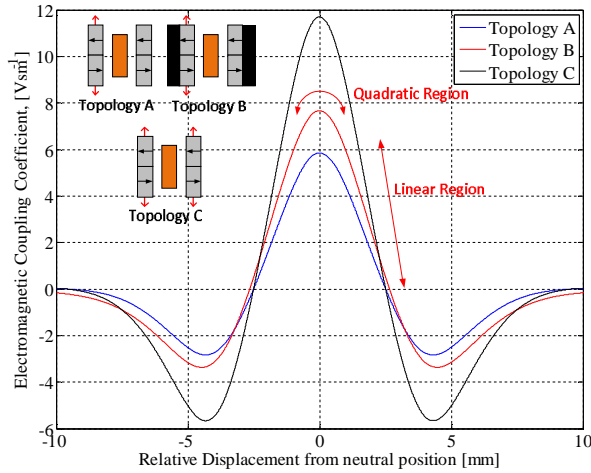 12
10
8
6
4
2
0
-2
-4
-6
-10
-5
0
5
10
Electromagnetic Coupling Coefficient, [Vsm⁻¹]
Relative Displacement from neutral position [mm]
Topology A
Topology B
Topology C
Topology A
Topology B
Topology C
Quadratic Region
Linear Region